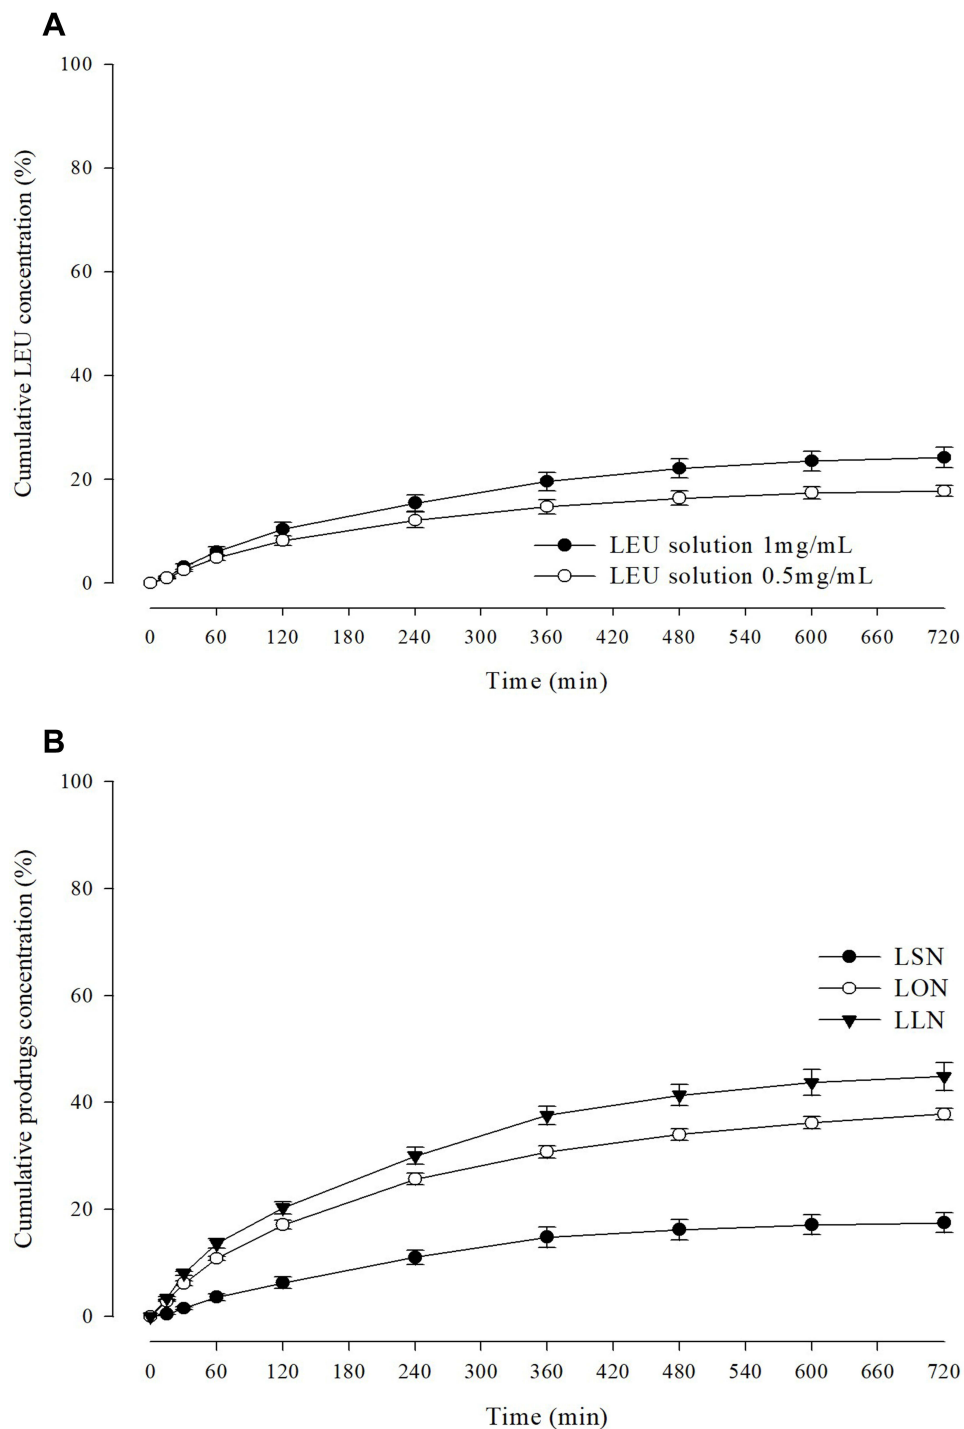 A
Cumulative LEU concentration (%)
100
80
60
40
20
0
LEU solution 1mg/mL
LEU solution 0.5mg/mL
0 60 120 180 240 300 360 420 480 540 600 660 720
Time (min)
B
Cumulative prodrugs concentration (%)
100
80
60
40
20
0
LSN
LON
LLN
0 60 120 180 240 300 360 420 480 540 600 660 720
Time (min)